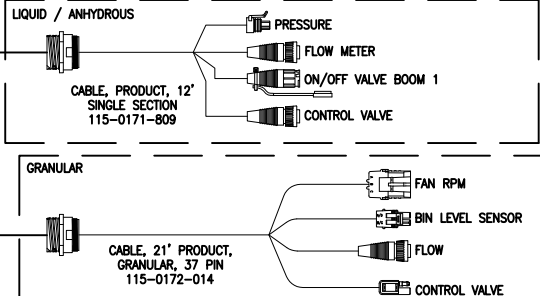 LIQUID / ANHYDROUS
PRESSURE
FLOW METER
ON/OFF VALVE BOOM 1
CONTROL VALVE
CABLE, PRODUCT, 12'
SINGLE SECTION
115-0171-809
GRANULAR
FAN RPM
BIN LEVEL SENSOR
FLOW
CONTROL VALVE
CABLE, 21' PRODUCT,
GRANULAR, 37 PIN
115-0172-014